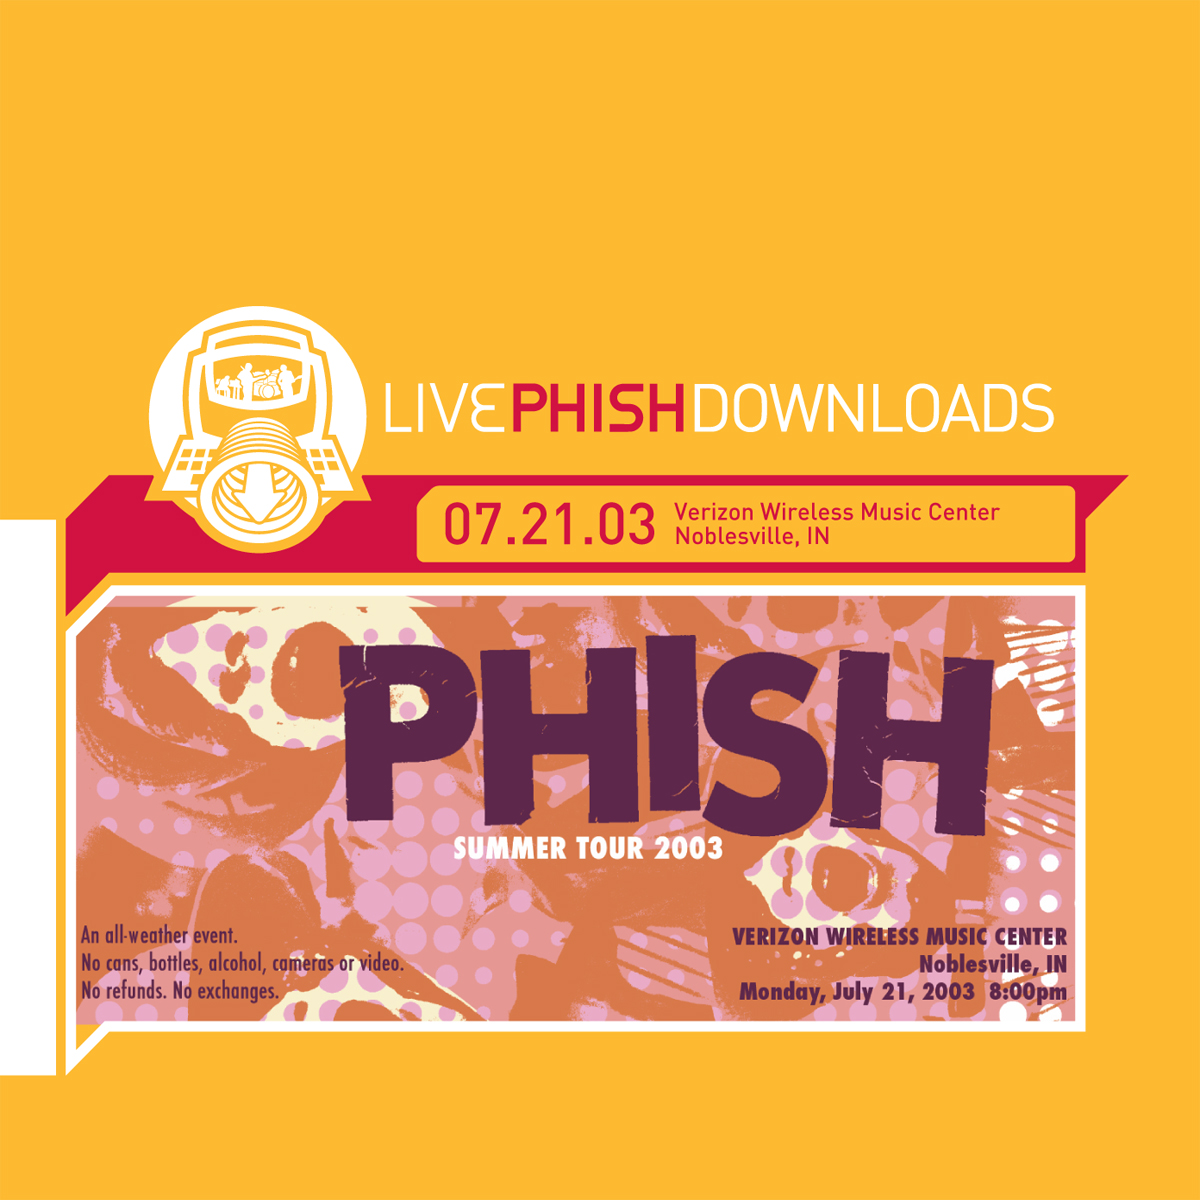 LIVEPHISHDOWNLOADS
07.21.03
Verizon Wireless Music Center
Noblesville, IN
PHISH
SUMMER TOUR 2003
An all-weather event.
No cans, bottles, alcohol, cameras or video.
No refunds. No exchanges.
VERIZON WIRELESS MUSIC CENTER
Noblesville, IN
Monday, July 21, 2003 8:00pm